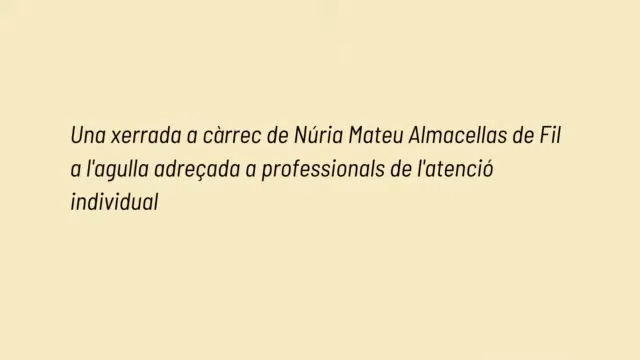 Una xerrada a càrrec de Núria Mateu Almacellas de Fil
a l'agulla adreçada a professionals de l'atenció
individual